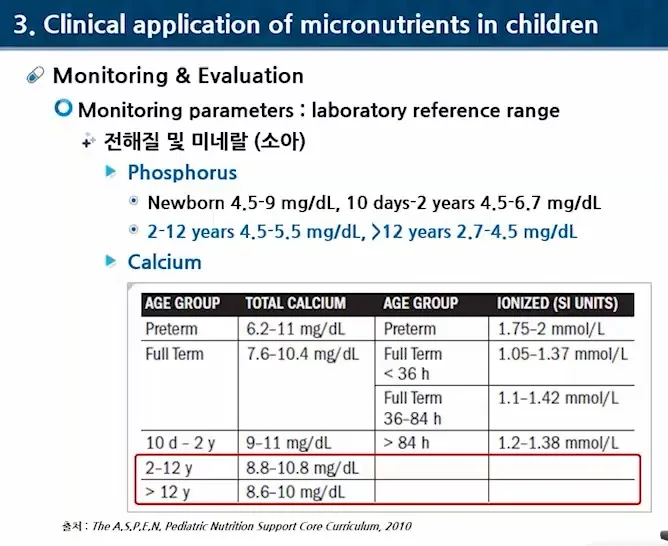 3. Clinical application of micronutrients in children
Monitoring & Evaluation
Monitoring parameters : laboratory reference range
전해질 및 미네랄 (소아)
Phosphorus
Newborn 4.5-9 mg/dL, 10 days-2 years 4.5-6.7 mg/dL
2-12 years 4.5-5.5 mg/dL, >12 years 2.7-4.5 mg/dL
Calcium
AGE GROUP TOTAL CALCIUM AGE GROUP IONIZED (SI UNITS)
Preterm 6.2–11 mg/dL Preterm 1.75–2 mmol/L
Full Term 7.6–10.4 mg/dL Full Term 1.05–1.37 mmol/L
< 36 h
Full Term 1.1–1.42 mmol/L
36–84 h
10 d – 2 y 9–11 mg/dL > 84 h 1.2–1.38 mmol/L
2–12 y 8.8–10.8 mg/dL
> 12 y 8.6–10 mg/dL
출처 : The A.S.P.E.N, Pediatric Nutrition Support Core Curriculum, 2010